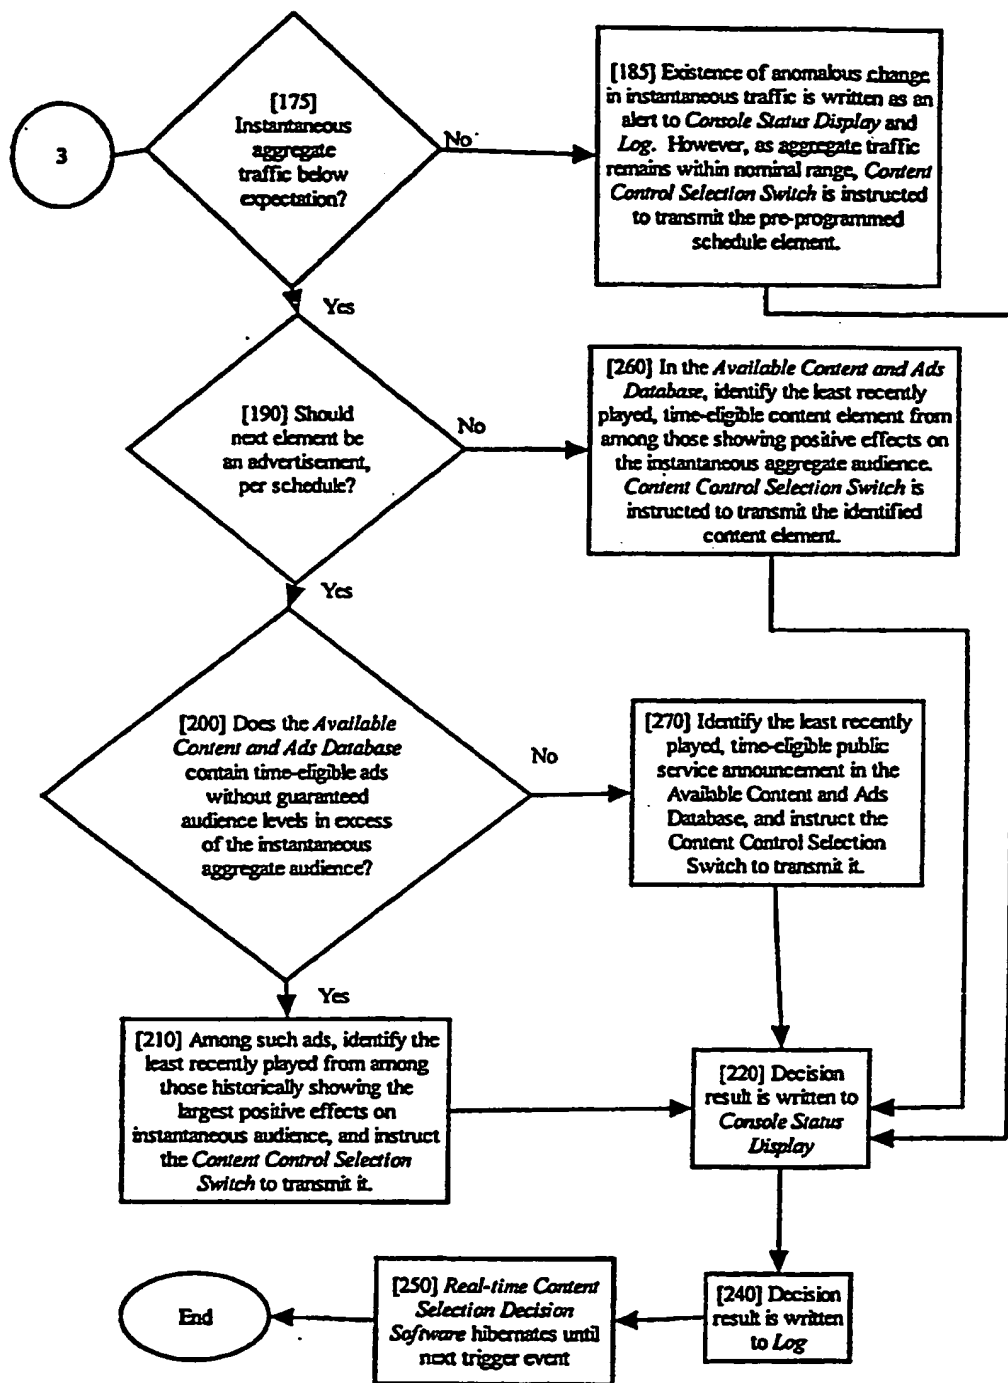 3
[175]
Instantaneous
aggregate
traffic below
expectation?
No
[185] Existence of anomalous change
in instantaneous traffic is written as an
alert to Console Status Display and
Log. However, as aggregate traffic
remains within nominal range, Content
Control Selection Switch is instructed
to transmit the pre-programmed
schedule element.
Yes
[190] Should
next element be
an advertisement,
per schedule?
No
[260] In the Available Content and Ads
Database, identify the least recently
played, time-eligible content element from
among those showing positive effects on
the instantaneous aggregate audience.
Content Control Selection Switch is
instructed to transmit the identified
content element.
Yes
[200] Does the Available
Content and Ads Database
contain time-eligible ads
without guaranteed
audience levels in excess
of the instantaneous
aggregate audience?
No
[270] Identify the least recently
played, time-eligible public
service announcement in the
Available Content and Ads
Database, and instruct the
Content Control Selection
Switch to transmit it.
Yes
[210] Among such ads, identify the
least recently played from among
those historically showing the
largest positive effects on
instantaneous audience, and instruct
the Content Control Selection
Switch to transmit it.
[220] Decision
result is written to
Console Status
Display
[240] Decision
result is written
to Log
[250] Real-time Content
Selection Decision
Software hibernates until
next trigger event
End